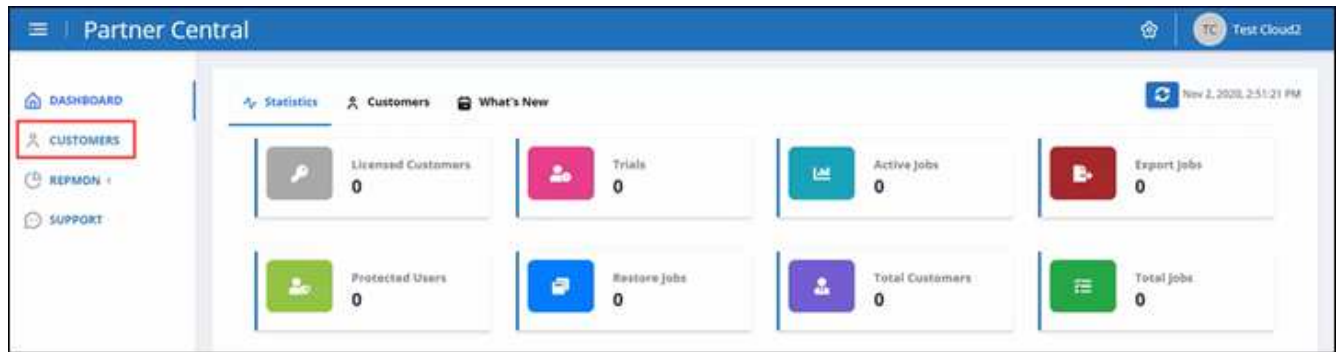 Partner Central
TC Test Cloud2
DASHBOARD
CUSTOMERS
REPMON
SUPPORT
Statistics Customers What's New
Nov 2, 2020, 2:51:21 PM
Licensed Customers Trials Active Jobs Export Jobs
0 0 0 0
Protected Users Restore Jobs Total Customers Total Jobs
0 0 0 0